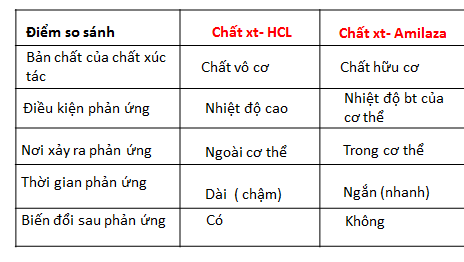 Điểm so sánh Chất xt- HCL Chất xt- Amilaza
Bản chất của chất xúc
tác Chất vô cơ Chất hữu cơ
Điều kiện phản ứng Nhiệt độ cao Nhiệt độ bt của
cơ thể
Nơi xảy ra phản ứng Ngoài cơ thể Trong cơ thể
Thời gian phản ứng
Dài ( chậm) Ngắn (nhanh)
Biến đổi sau phản ứng Có Không